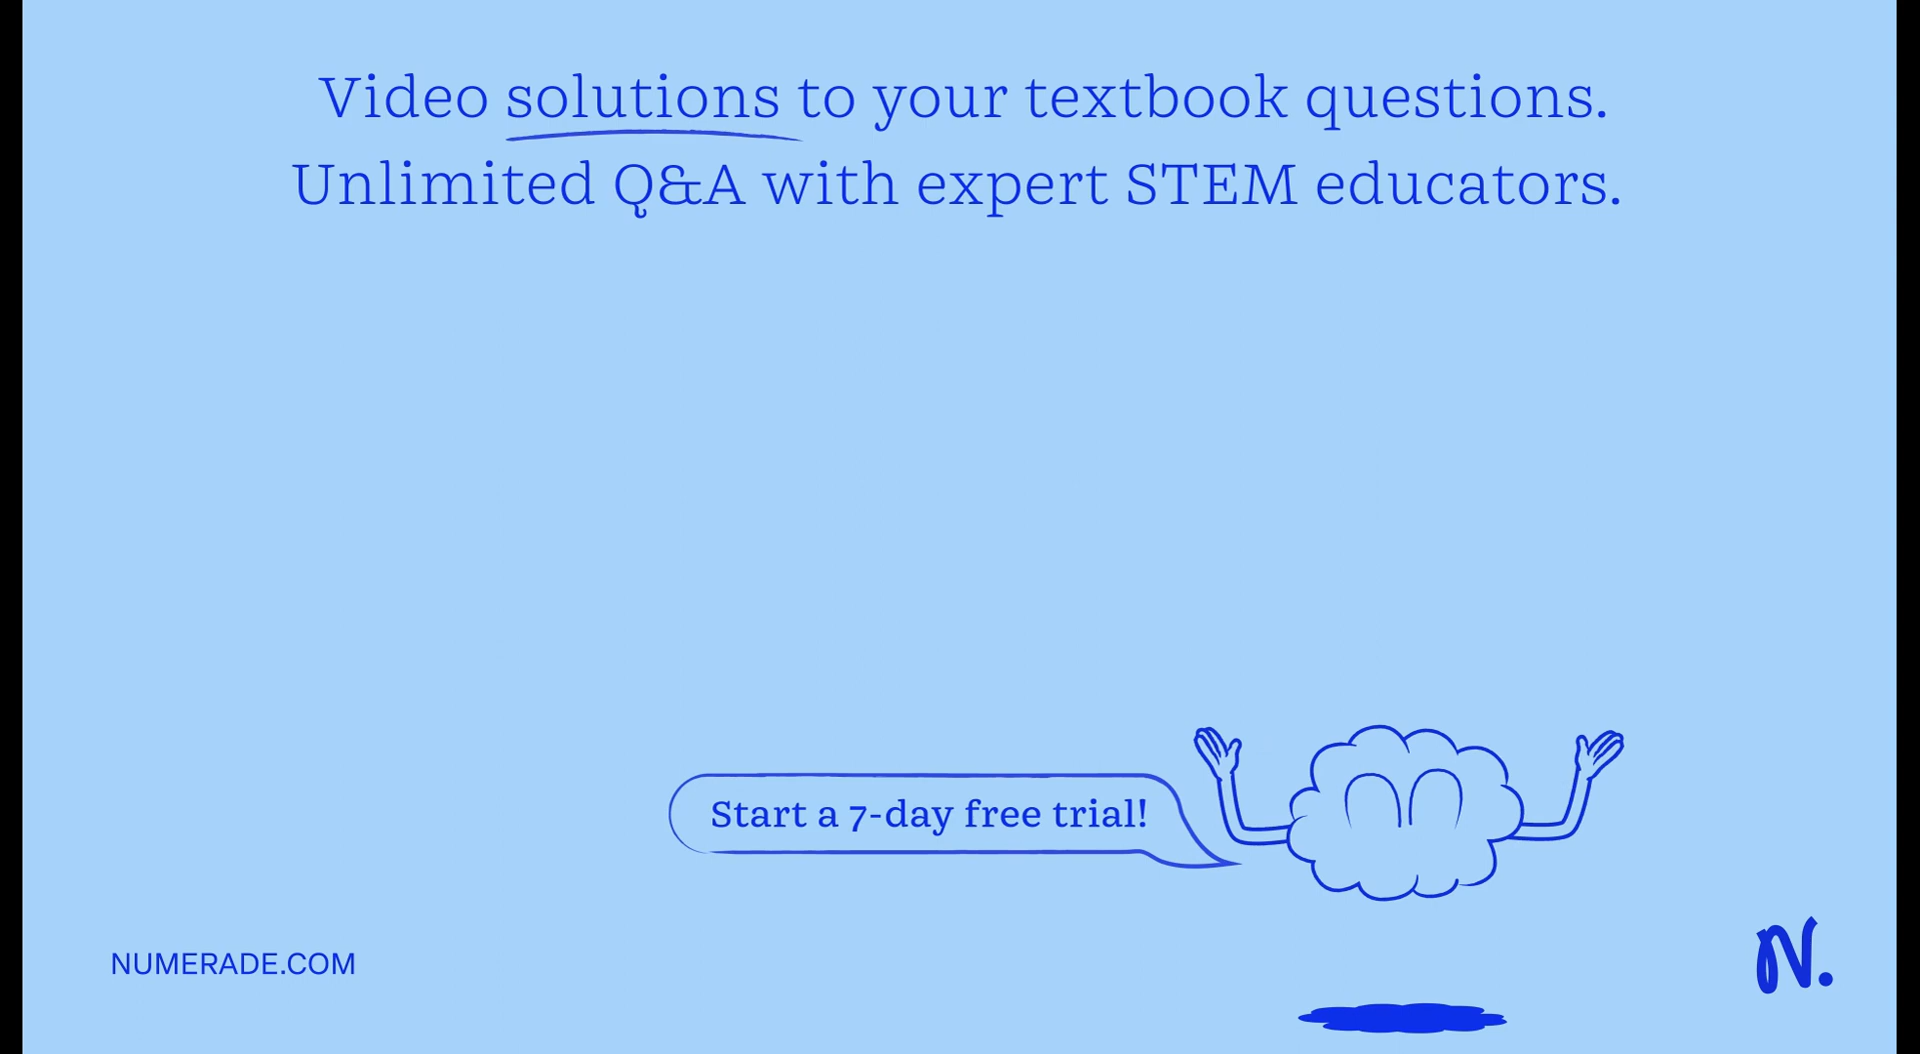 Video solutions to your textbook questions.
Unlimited Q&A with expert STEM educators.
Start a 7-day free trial!
NUMERADE.COM
N.